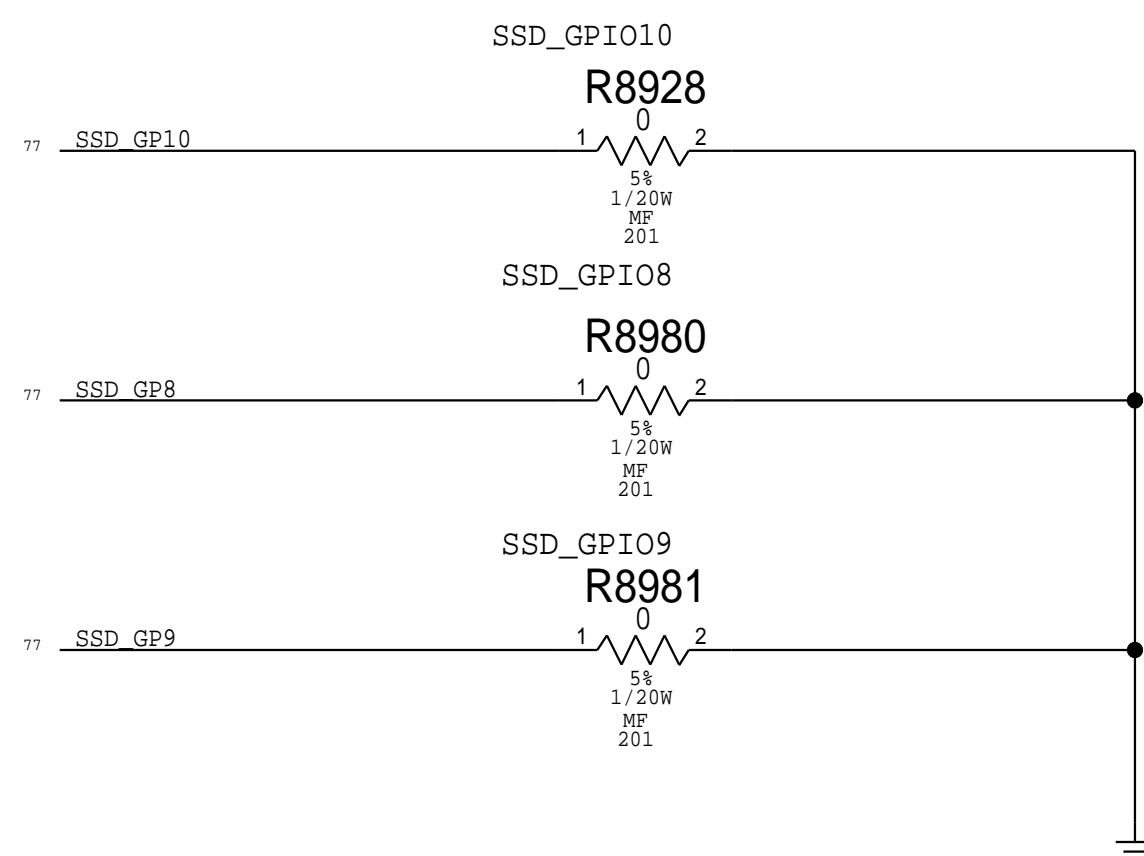 SSD_GPIO10
R8928
0
77 SSD_GP10 1 2
5%
1/20W
MF
201
SSD_GPIO8
R8980
0
77 SSD_GP8 1 2
5%
1/20W
MF
201
SSD_GPIO9
R8981
0
77 SSD_GP9 1 2
5%
1/20W
MF
201